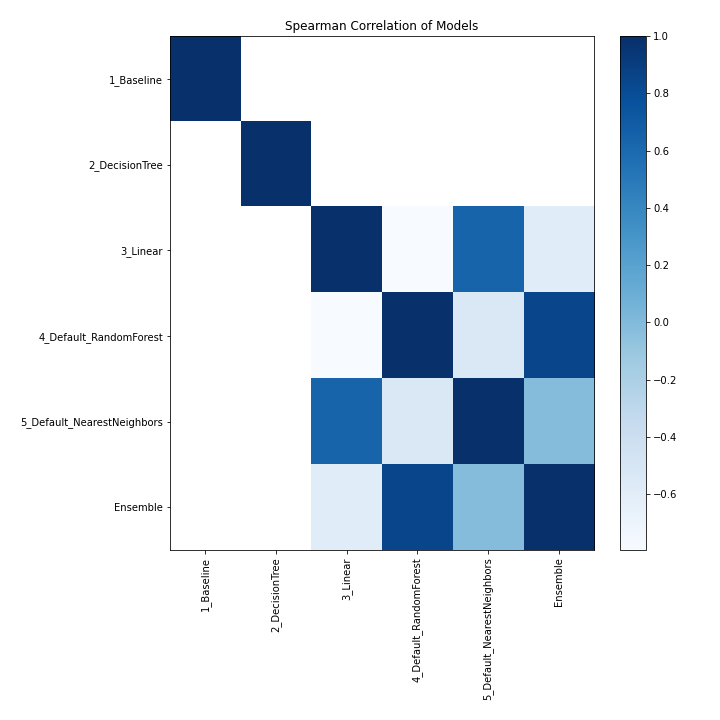 Spearman Correlation of Models
1_Baseline
2_DecisionTree
3_Linear
4_Default_RandomForest
5_Default_NearestNeighbors
Ensemble
1_Baseline
2_DecisionTree
3_Linear
4_Default_RandomForest
5_Default_NearestNeighbors
Ensemble
1.0
0.8
0.6
0.4
0.2
0.0
−0.2
−0.4
−0.6